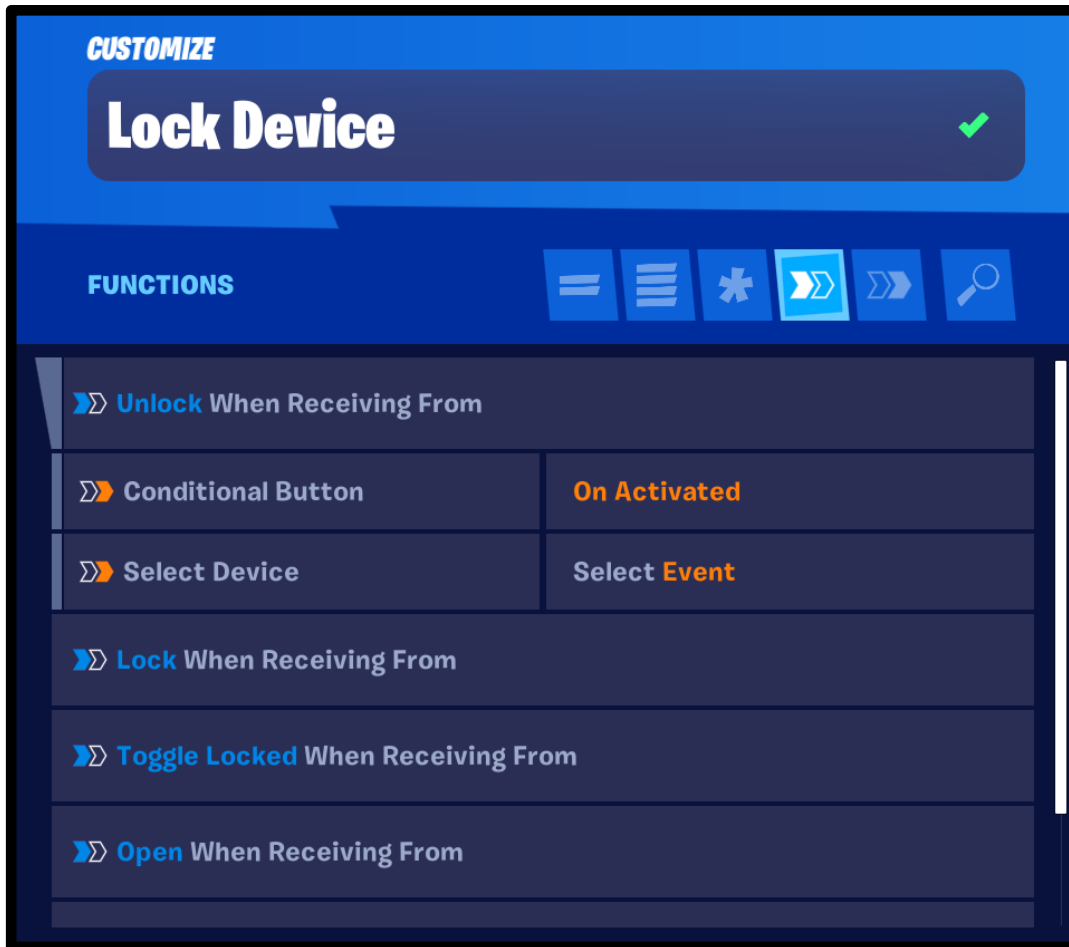 CUSTOMIZE
Lock Device
FUNCTIONS
Unlock When Receiving From
Conditional Button On Activated
Select Device Select Event
Lock When Receiving From
Toggle Locked When Receiving From
Open When Receiving From